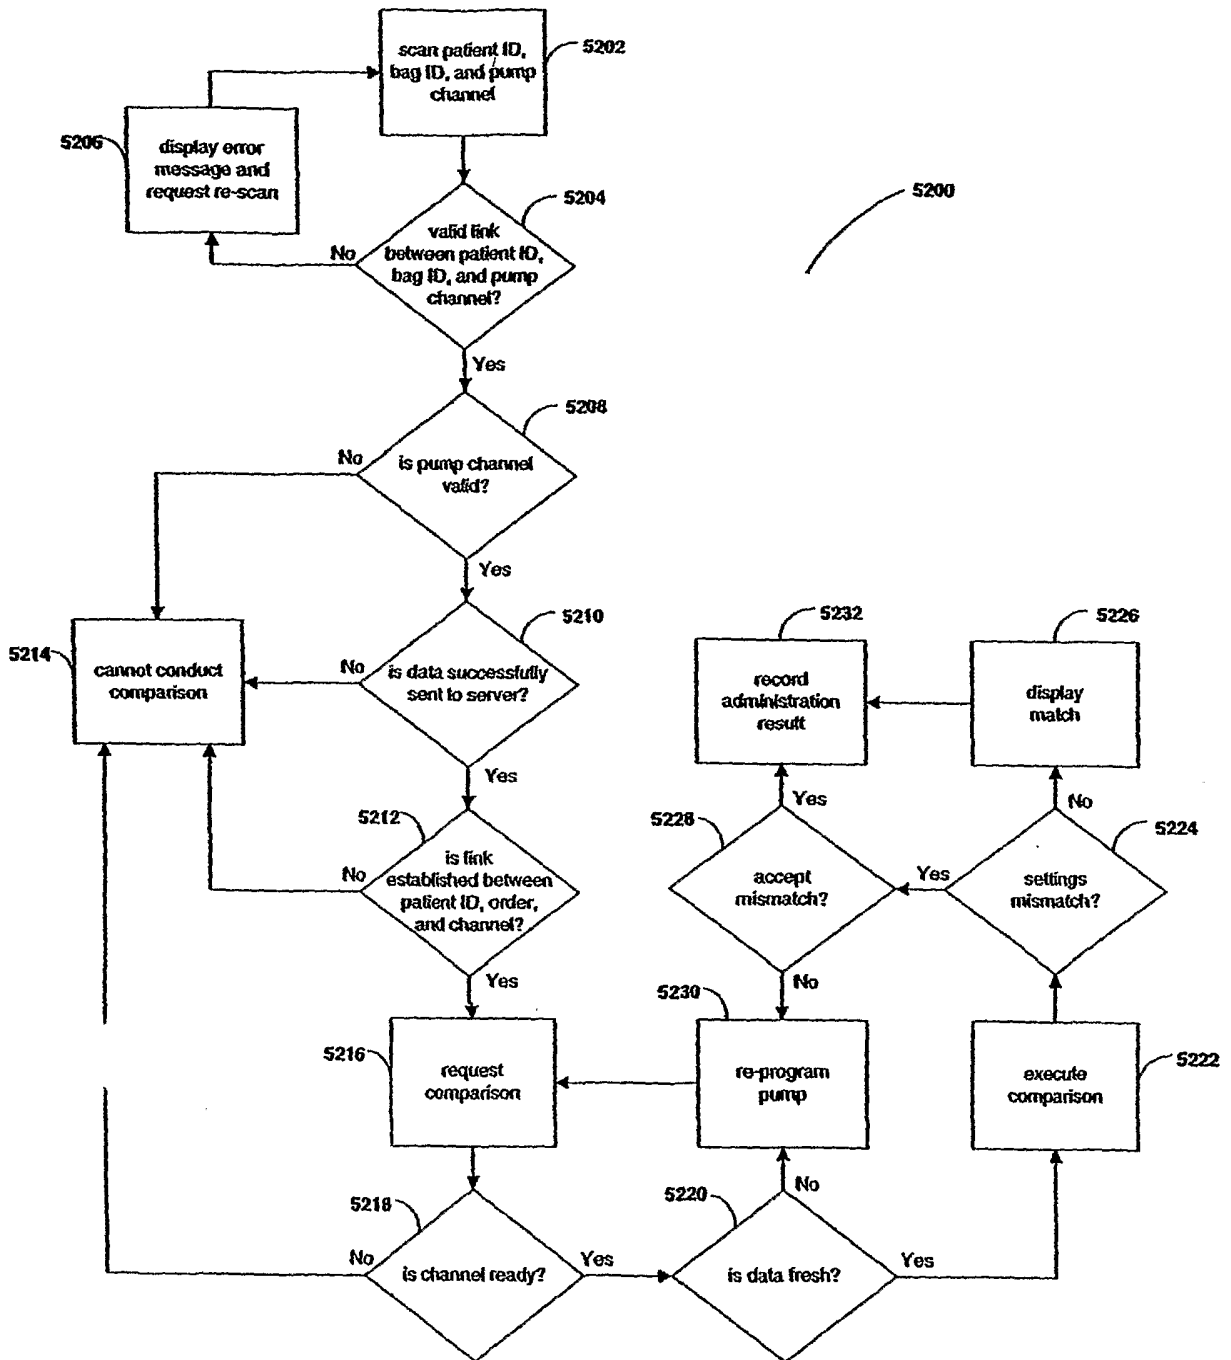 scan patient ID,
bag ID, and pump
channel
5202
5206
display error
message and
request re-scan
5200
5204
valid link
between patient ID,
bag ID, and pump
channel?
No
Yes
5208
is pump channel
valid?
No
Yes
5210
is data successfully
sent to server?
No
Yes
5214
cannot conduct
comparison
5212
is link
established between
patient ID, order,
and channel?
No
Yes
5232
record
administration
result
5226
display
match
Yes
No
5228
accept
mismatch?
Yes
5224
settings
mismatch?
No
5216
request
comparison
5230
re-program
pump
5222
execute
comparison
No
5218
is channel ready?
No
Yes
5220
is data fresh?
Yes